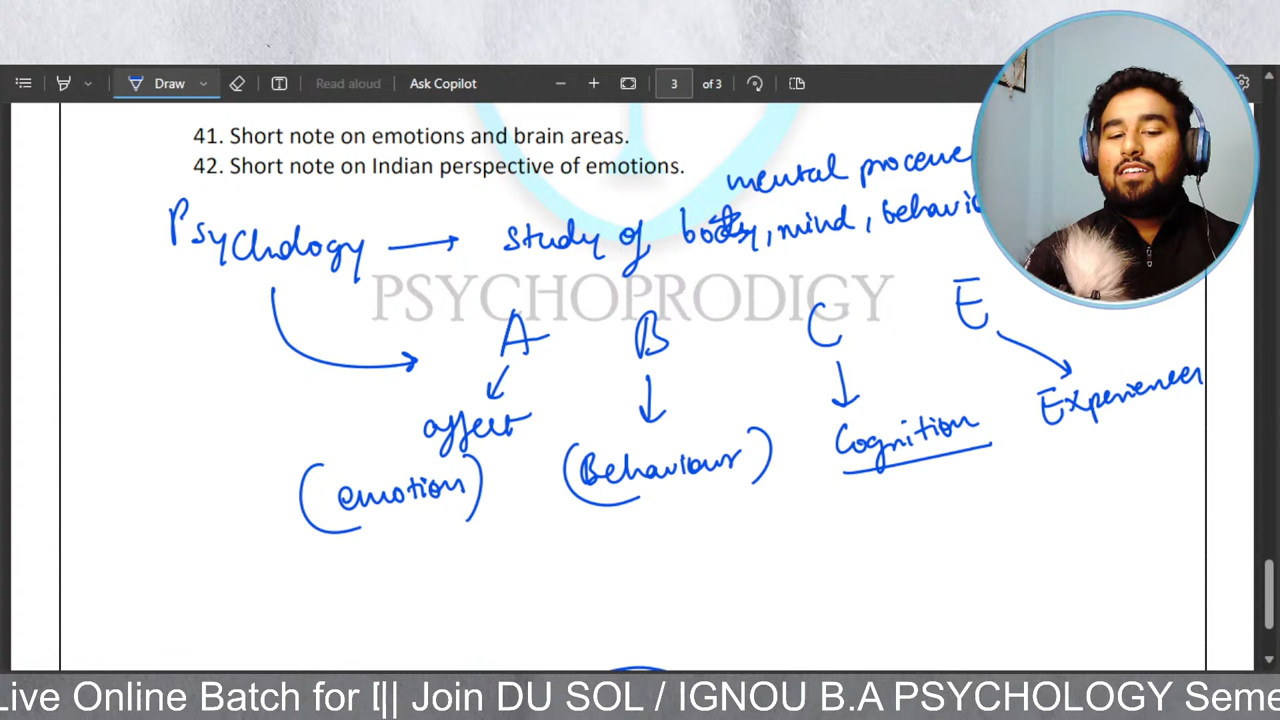 Draw
Read aloud
Ask Copilot
3 of 3
41. Short note on emotions and brain areas.
42. Short note on Indian perspective of emotions.
mental processe
Psychology → study of body, mind, behavio
PSYCHOPRODIGY
A B C E
affect
(emotion)
(Behaviour)
Cognition
Experiences
Live Online Batch for [|| Join DU SOL / IGNOU B.A PSYCHOLOGY Seme